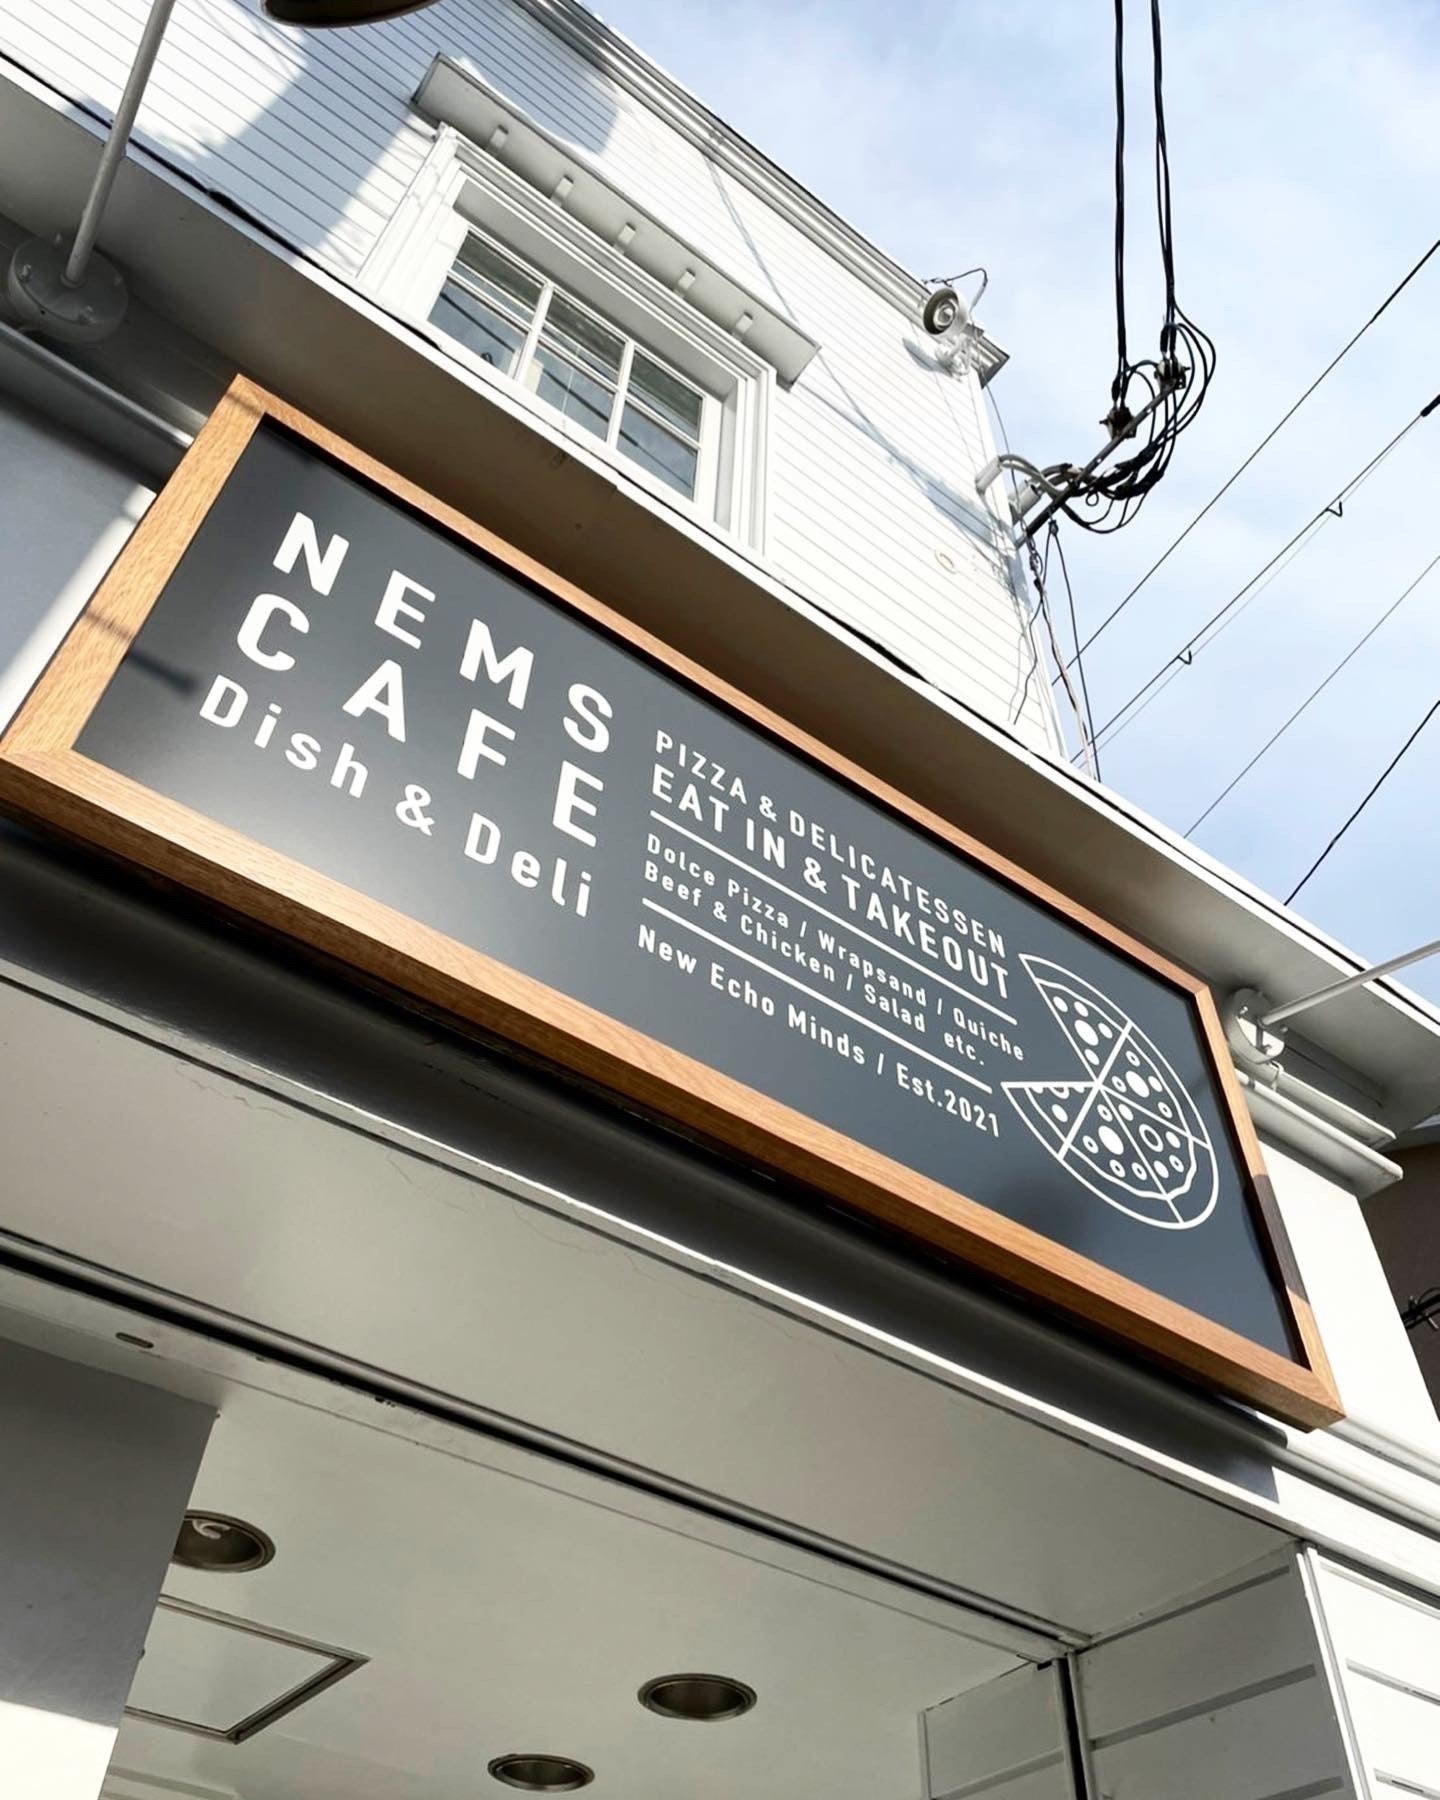 NEMS
CAFE
Dish & Deli
PIZZA & DELICATESSEN
EAT IN & TAKEOUT
Dolce Pizza / Wrapsand / Quiche
Beef & Chicken / Salad etc.
New Echo Minds / Est.2021